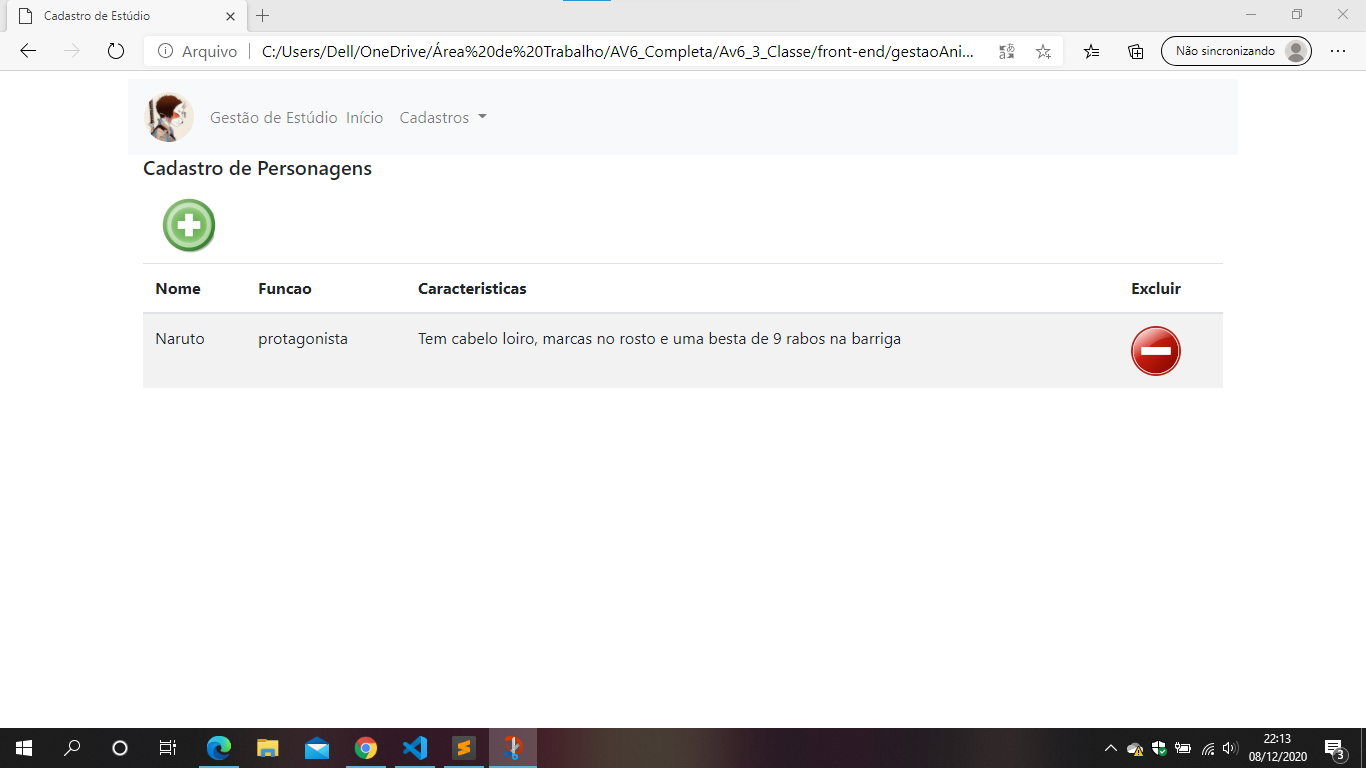 Cadastro de Estúdio
Arquivo C:/Users/Dell/OneDrive/Área%20de%20Trabalho/AV6_Completa/Av6_3_Classe/front-end/gestaoAni... Não sincronizando
Gestão de Estúdio Início Cadastros
Cadastro de Personagens
Nome Funcao Caracteristicas Excluir
Naruto protagonista Tem cabelo loiro, marcas no rosto e uma besta de 9 rabos na barriga
22:13
08/12/2020
3